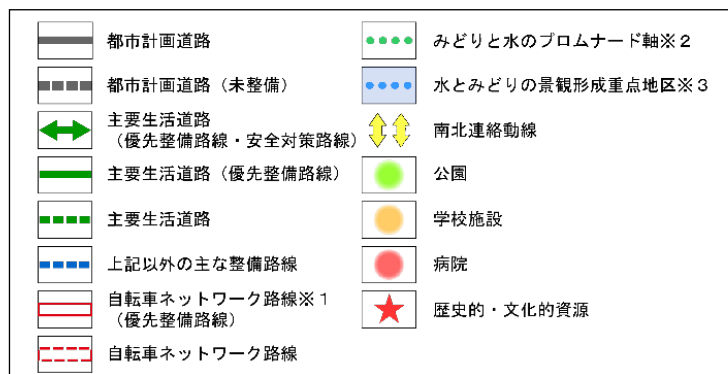 都市計画道路
都市計画道路（未整備）
主要生活道路
（優先整備路線・安全対策路線）
主要生活道路（優先整備路線）
主要生活道路
上記以外の主な整備路線
自転車ネットワーク路線※１
（優先整備路線）
自転車ネットワーク路線
みどりと水のプロムナード軸※２
水とみどりの景観形成重点地区※３
南北連絡動線
公園
学校施設
病院
歴史的・文化的資源